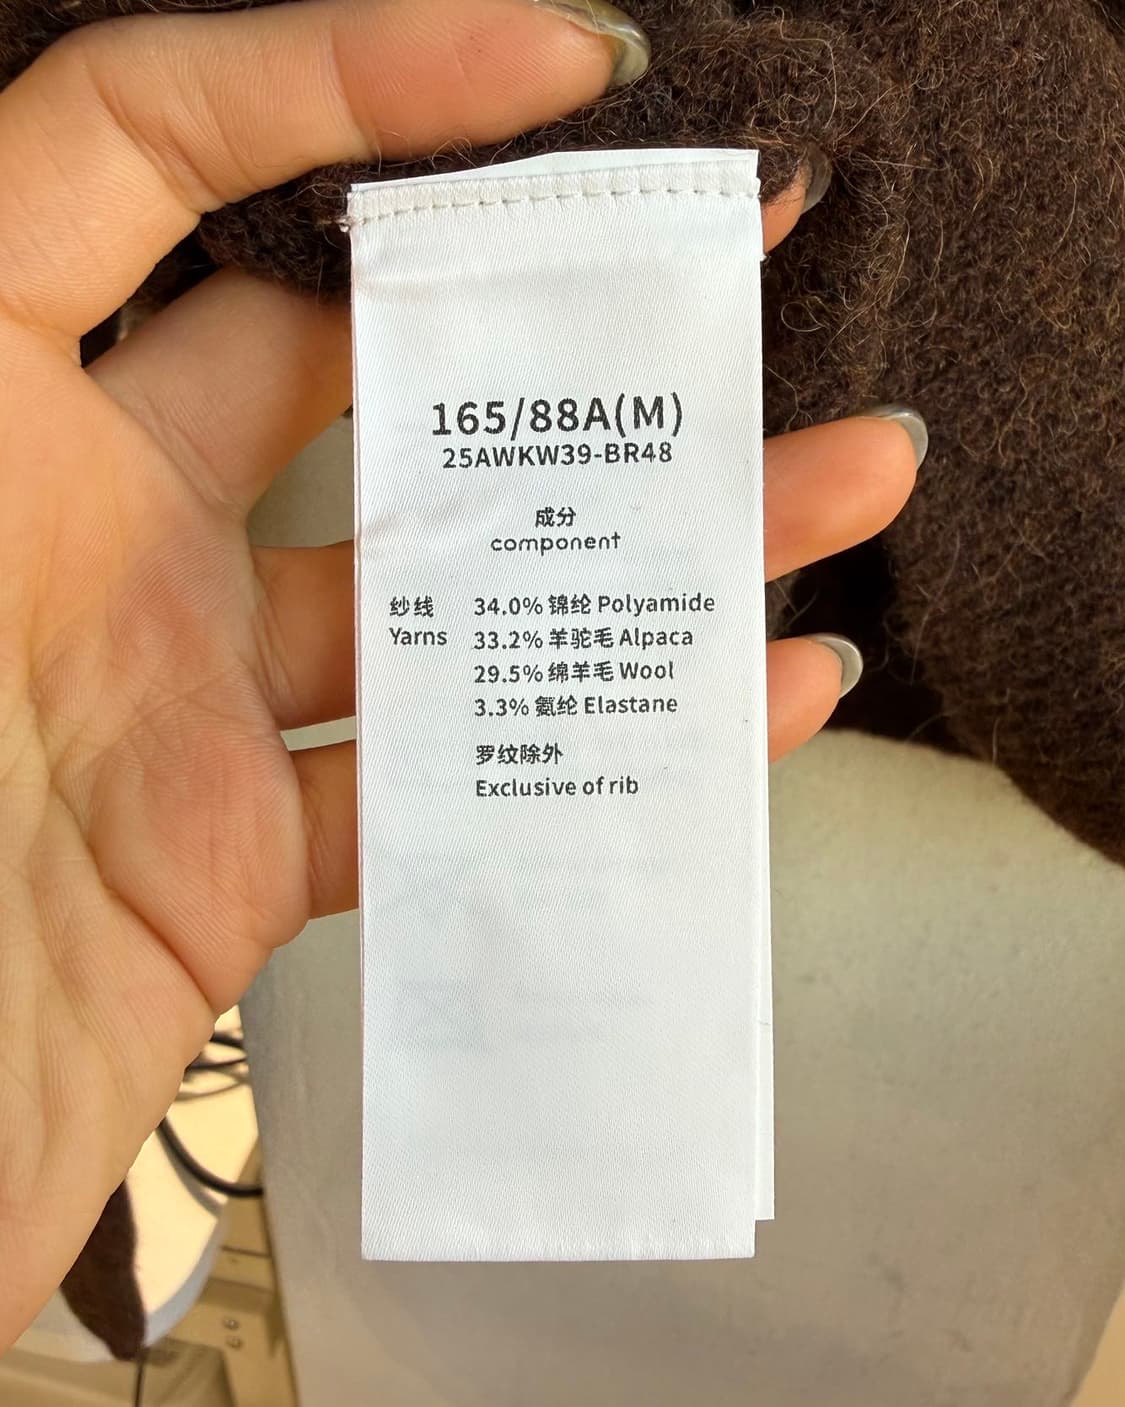 165/88A(M)
25AWKW39-BR48
成分
component
纱线 34.0% 锦纶 Polyamide
Yarns 33.2% 羊驼毛 Alpaca
29.5% 绵羊毛 Wool
3.3% 氨纶 Elastane
罗纹除外
Exclusive of rib